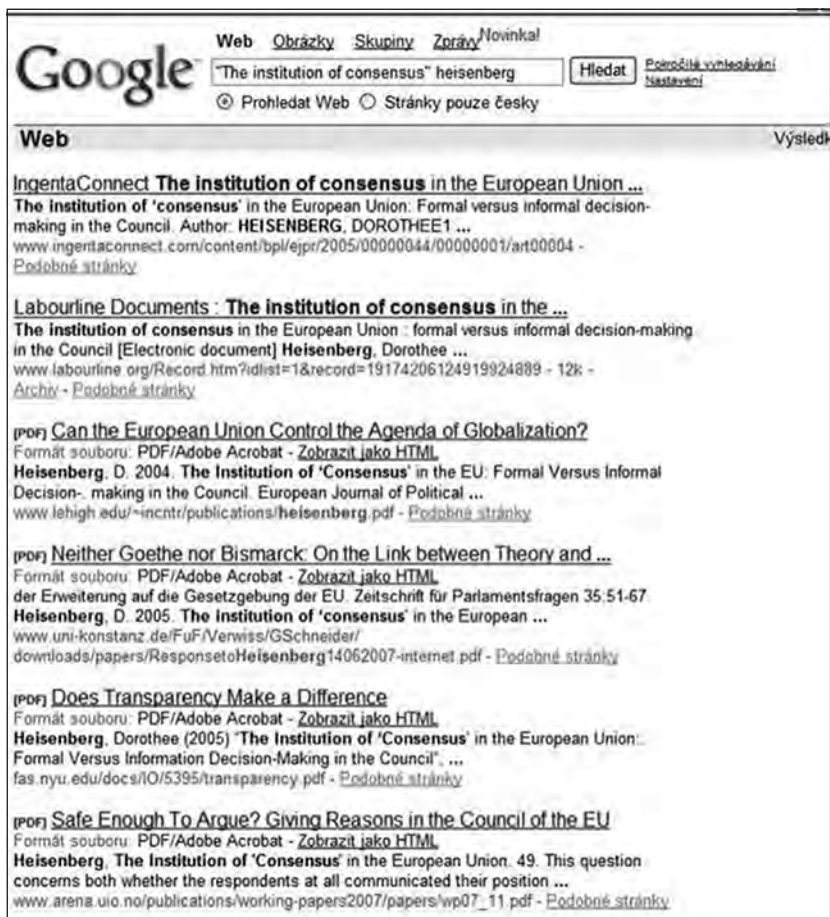 Web Obrázky Skupiny Zprávy Novinka!
Google
"The institution of consensus" heisenberg Hledat Pokročilé vyhledávání
Nastavení
Prohledat Web Stránky pouze česky
Web Výsledk
IngentaConnect The institution of consensus in the European Union ...
The institution of 'consensus' in the European Union: Formal versus informal decision-
making in the Council. Author: HEISENBERG, DOROTHEE1 ...
www.ingentaconnect.com/content/bpl/ejpr/2005/00000044/00000001/art00004 -
Podobné stránky
Labourline Documents : The institution of consensus in the ...
The institution of consensus in the European Union : formal versus informal decision-making
in the Council [Electronic document] Heisenberg, Dorothee ...
www.labourline.org/Record.htm?idlist=1&record=19174206124919924889 - 12k -
Archiv - Podobné stránky
[PDF] Can the European Union Control the Agenda of Globalization?
Formát souboru: PDF/Adobe Acrobat - Zobrazit jako HTML
Heisenberg, D. 2004. The Institution of 'Consensus' in the EU: Formal Versus Informal
Decision-. making in the Council. European Journal of Political ...
www.lehigh.edu/~incntr/publications/heisenberg.pdf - Podobné stránky
[PDF] Neither Goethe nor Bismarck: On the Link between Theory and ...
Formát souboru: PDF/Adobe Acrobat - Zobrazit jako HTML
der Erweiterung auf die Gesetzgebung der EU. Zeitschrift für Parlamentsfragen 35:51-67.
Heisenberg, D. 2005. The Institution of 'consensus' in the European ...
www.uni-konstanz.de/FuF/Verwiss/GSchneider/
downloads/papers/ResponsetoHeisenberg14062007-internet.pdf - Podobné stránky
[PDF] Does Transparency Make a Difference
Formát souboru: PDF/Adobe Acrobat - Zobrazit jako HTML
Heisenberg, Dorothee (2005) "The Institution of 'Consensus' in the European Union:.
Formal Versus Information Decision-Making in the Council", ...
fas.nyu.edu/docs/IO/5395/transparency.pdf - Podobné stránky
[PDF] Safe Enough To Argue? Giving Reasons in the Council of the EU
Formát souboru: PDF/Adobe Acrobat - Zobrazit jako HTML
Heisenberg, The Institution of 'Consensus' in the European Union. 49. This question
concerns both whether the respondents at all communicated their position ...
www.arena.uio.no/publications/working-papers2007/papers/wp07_11.pdf - Podobné stránky